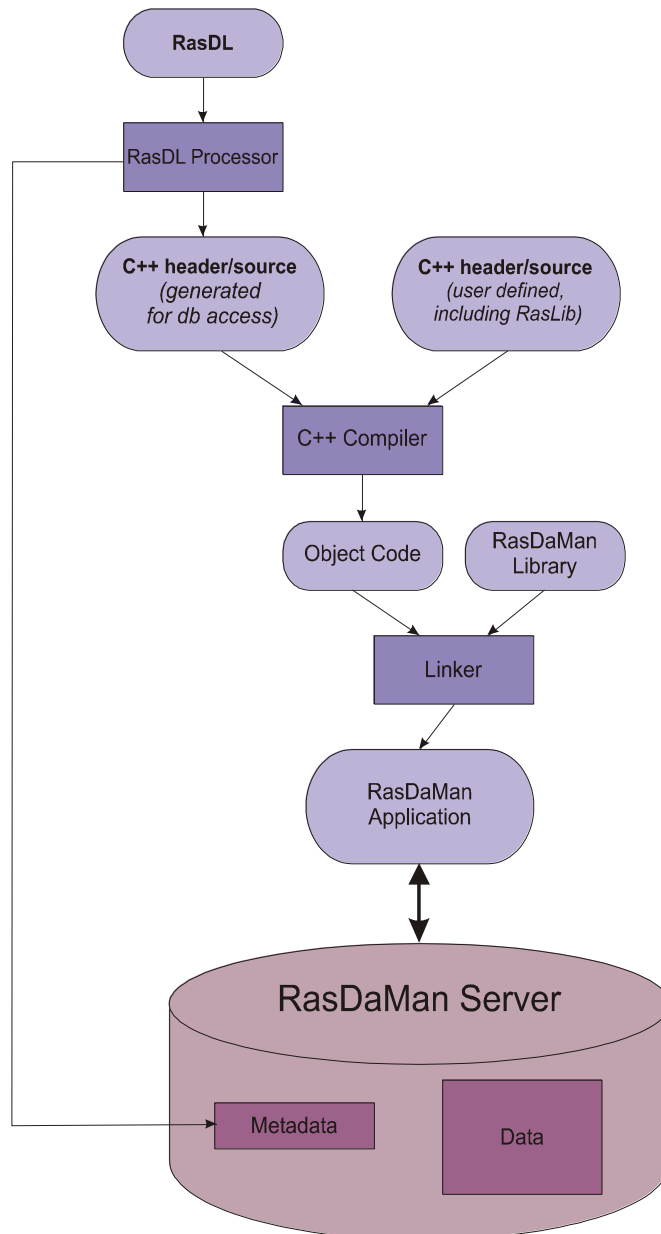 RasDL
RasDL Processor
C++ header/source
(generated
for db access)
C++ header/source
(user defined,
including RasLib)
C++ Compiler
Object Code
RasDaMan
Library
Linker
RasDaMan
Application
RasDaMan Server
Metadata
Data